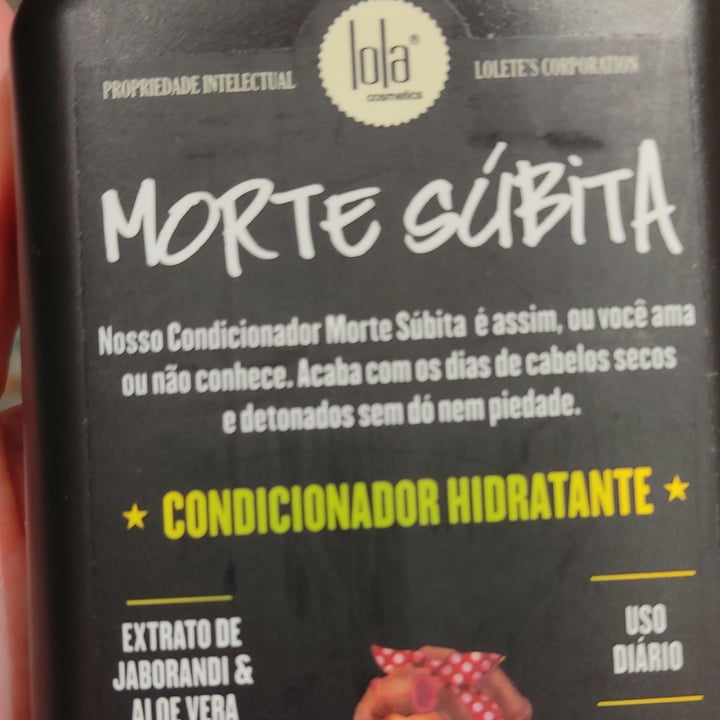 lola®
cosmetics
PROPRIEDADE INTELECTUAL
LOLETE'S CORPORATION
MORTE SÚBITA
Nosso Condicionador Morte Súbita é assim, ou você ama
ou não conhece. Acaba com os dias de cabelos secos
e detonados sem dó nem piedade.
★ CONDICIONADOR HIDRATANTE ★
EXTRATO DE
JABORANDI &
ALOE VERA
USO
DIÁRIO